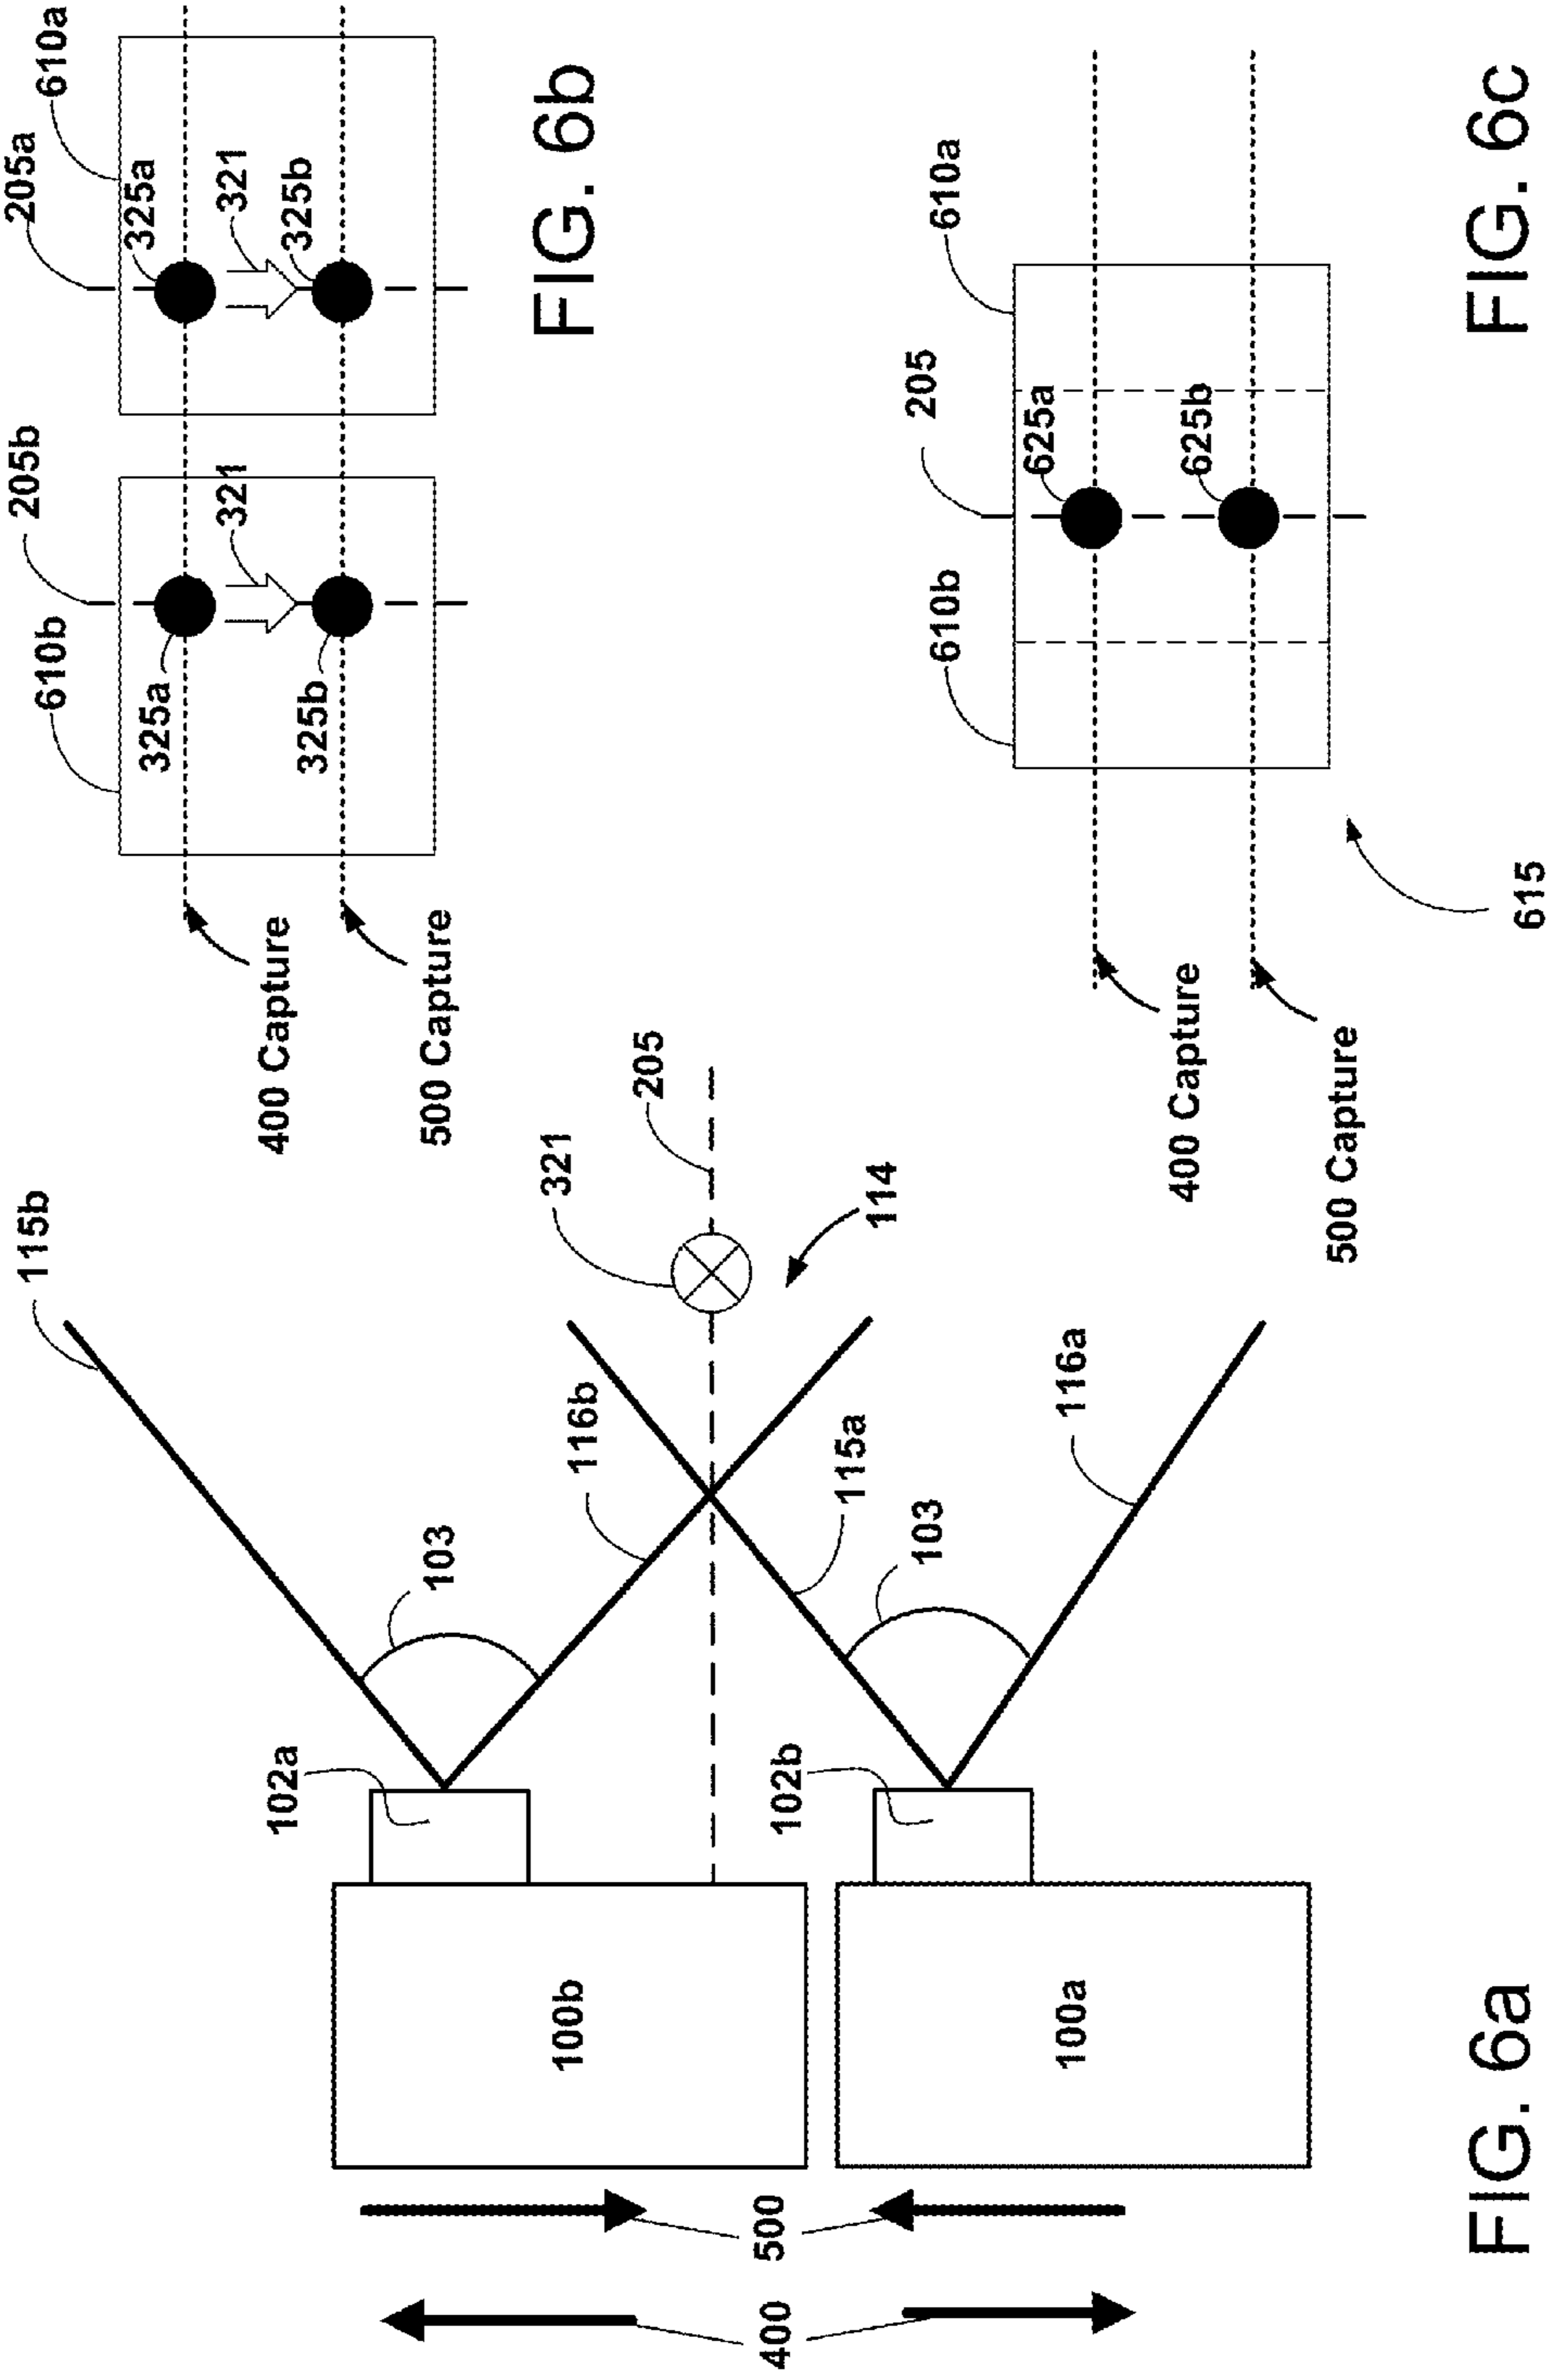 115b
103
102a
116b
321
205
114
100b
115a
103
102b
116a
100a
500
400
FIG. 6a
205b
205a
610b
610a
325a
325a
321
321
325b
325b
400 Capture
500 Capture
FIG. 6b
205
610b
610a
625a
625b
400 Capture
500 Capture
615
FIG. 6c